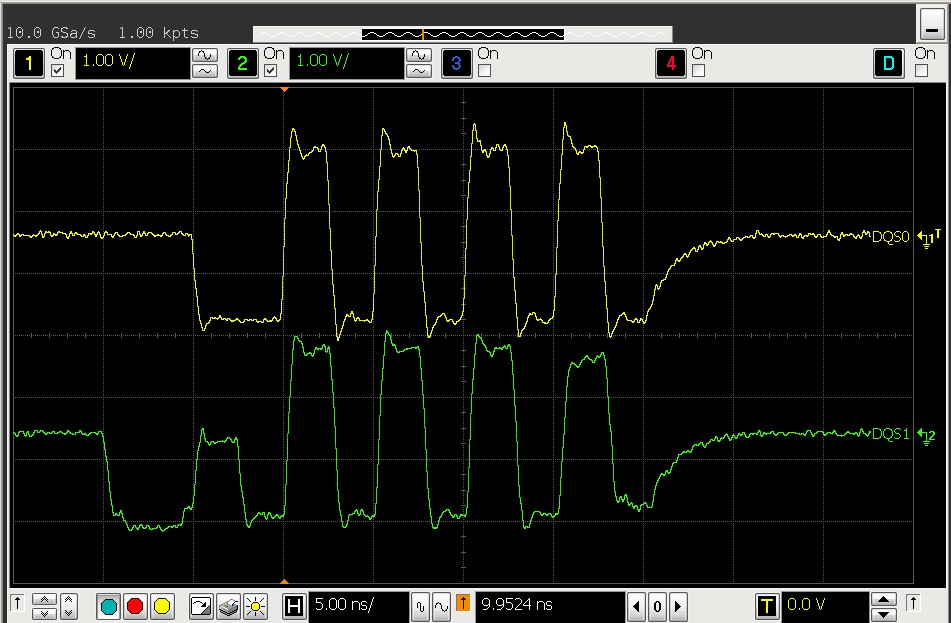 10.0 GSa/s 1.00 kpts
1 On 1.00 V/ 2 On 1.00 V/ 3 On 4 On D On
DQS0 1 T
DQS1 2
H 5.00 ns/ 9.9524 ns 0 T 0.0 V